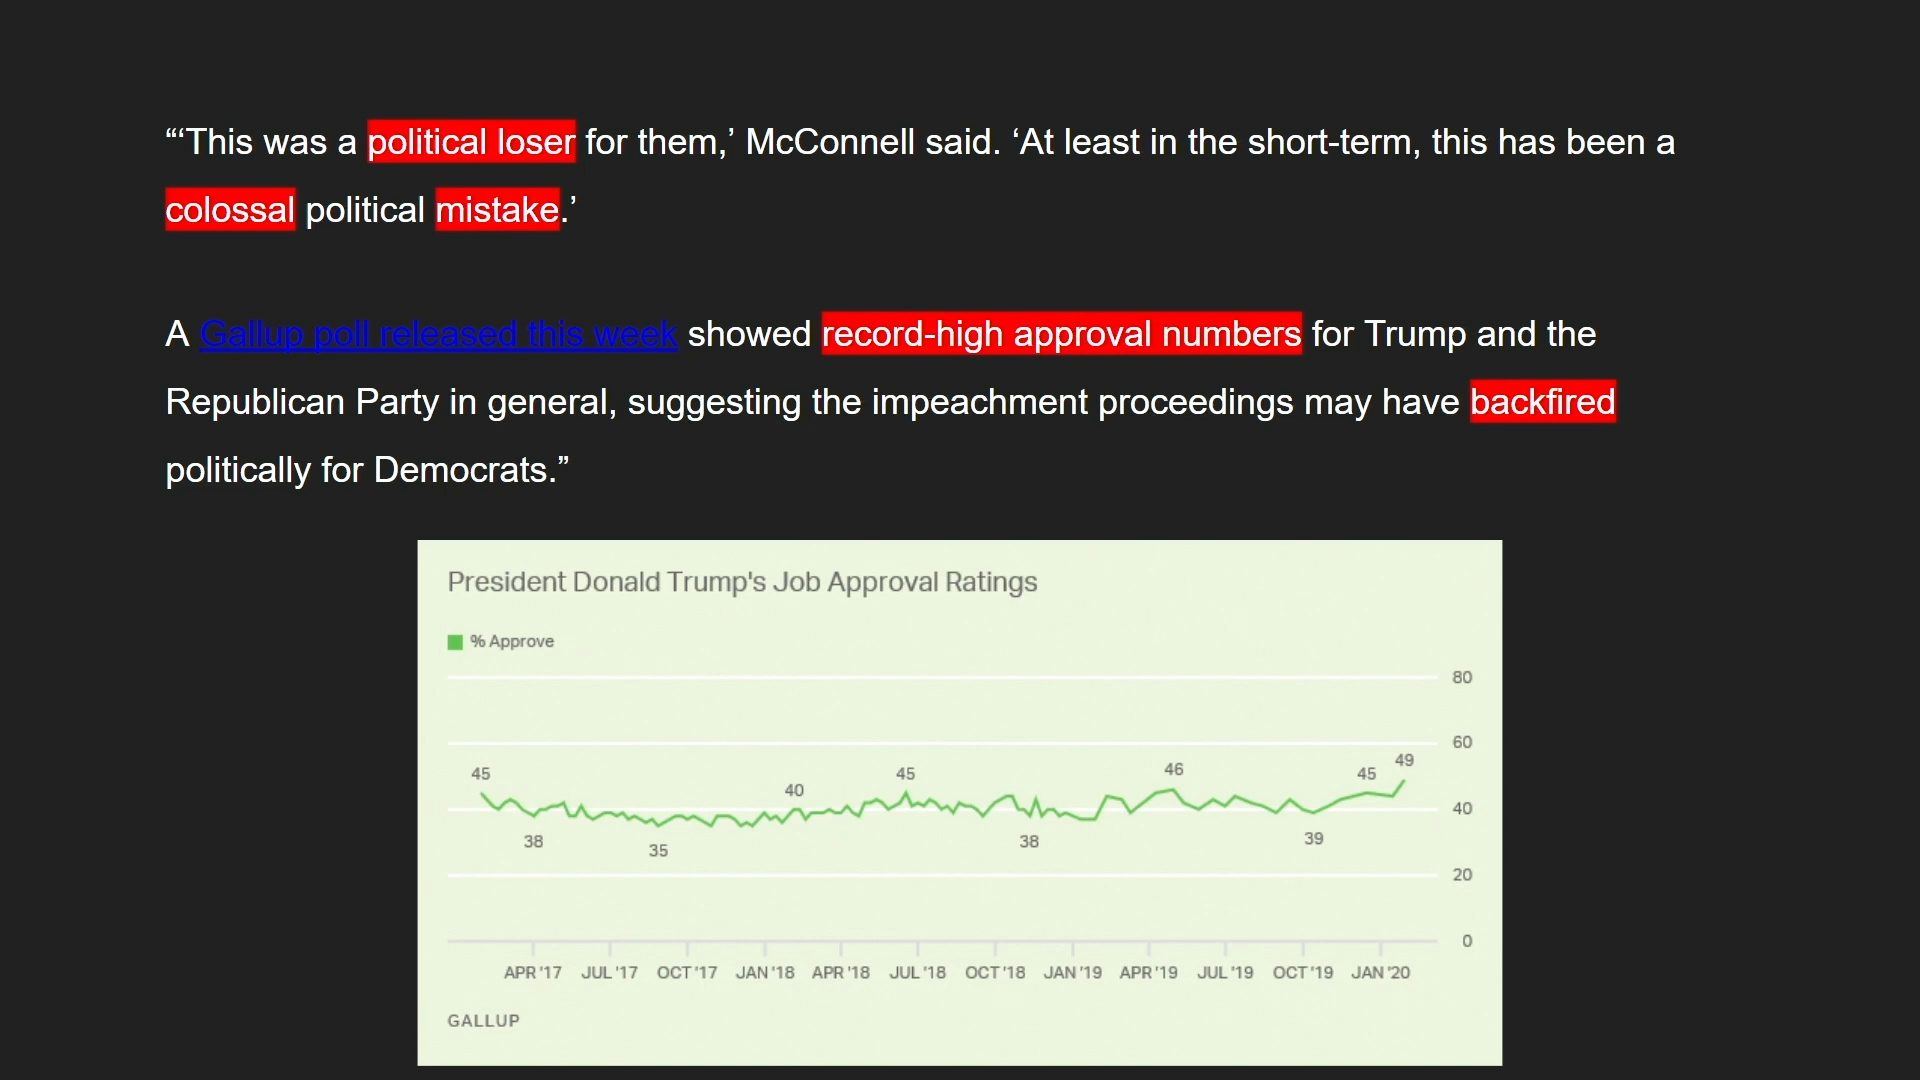 “‘This was a political loser for them,’ McConnell said. ‘At least in the short-term, this has been a
colossal political mistake.’
A Gallup poll released this week showed record-high approval numbers for Trump and the
Republican Party in general, suggesting the impeachment proceedings may have backfired
politically for Democrats.”
President Donald Trump's Job Approval Ratings
% Approve
80
60
45 40 45 46 45 49
40
38 35 38 39
20
0
APR '17 JUL '17 OCT '17 JAN '18 APR '18 JUL '18 OCT '18 JAN '19 APR '19 JUL '19 OCT '19 JAN '20
GALLUP